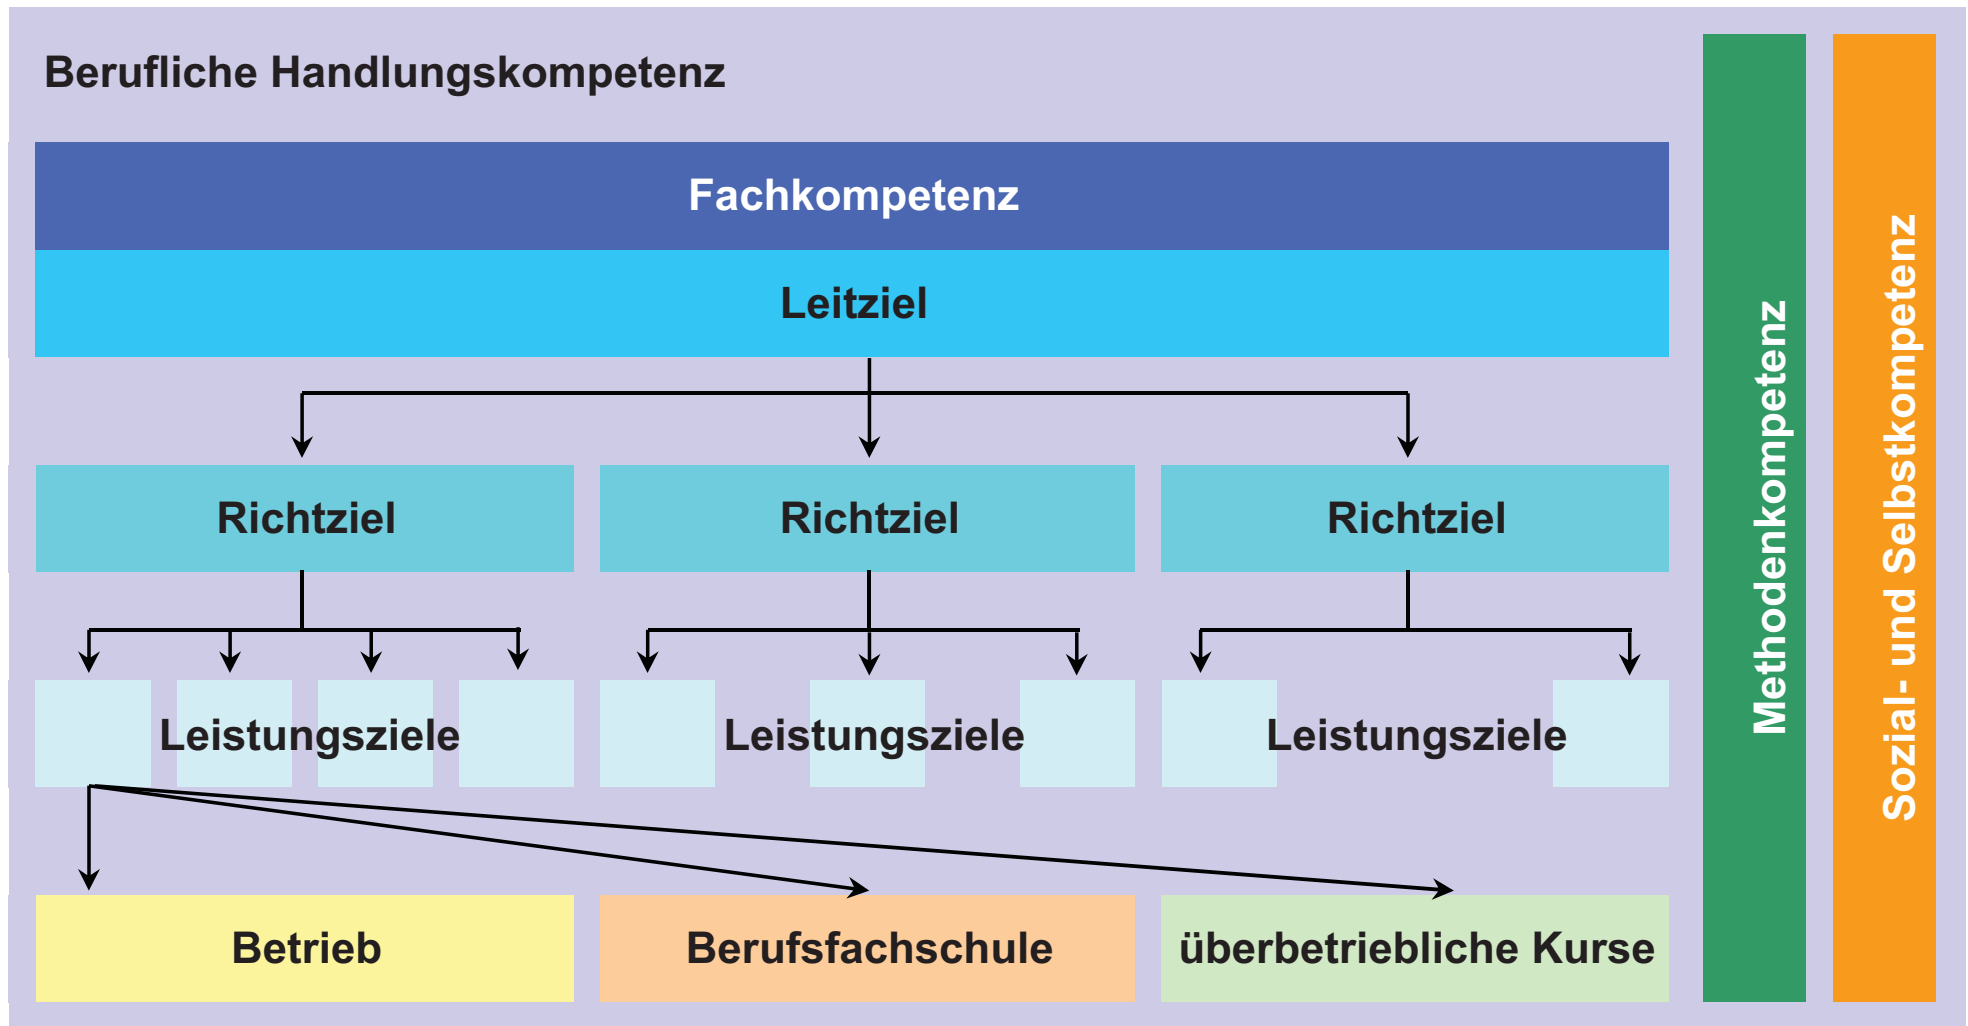 Berufliche Handlungskompetenz
Fachkompetenz
Leitziel
Richtziel
Richtziel
Richtziel
Leistungsziele
Leistungsziele
Leistungsziele
Betrieb
Berufsfachschule
überbetriebliche Kurse
Methodenkompetenz
Sozial- und Selbstkompetenz